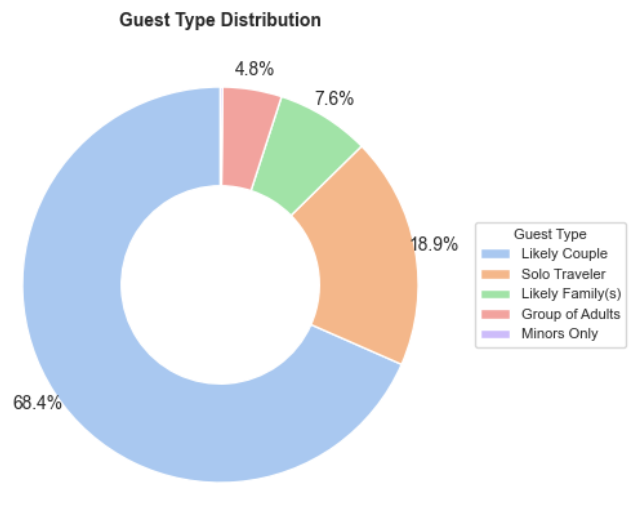 Guest Type Distribution
4.8%
7.6%
18.9%
68.4%
Guest Type
Likely Couple
Solo Traveler
Likely Family(s)
Group of Adults
Minors Only